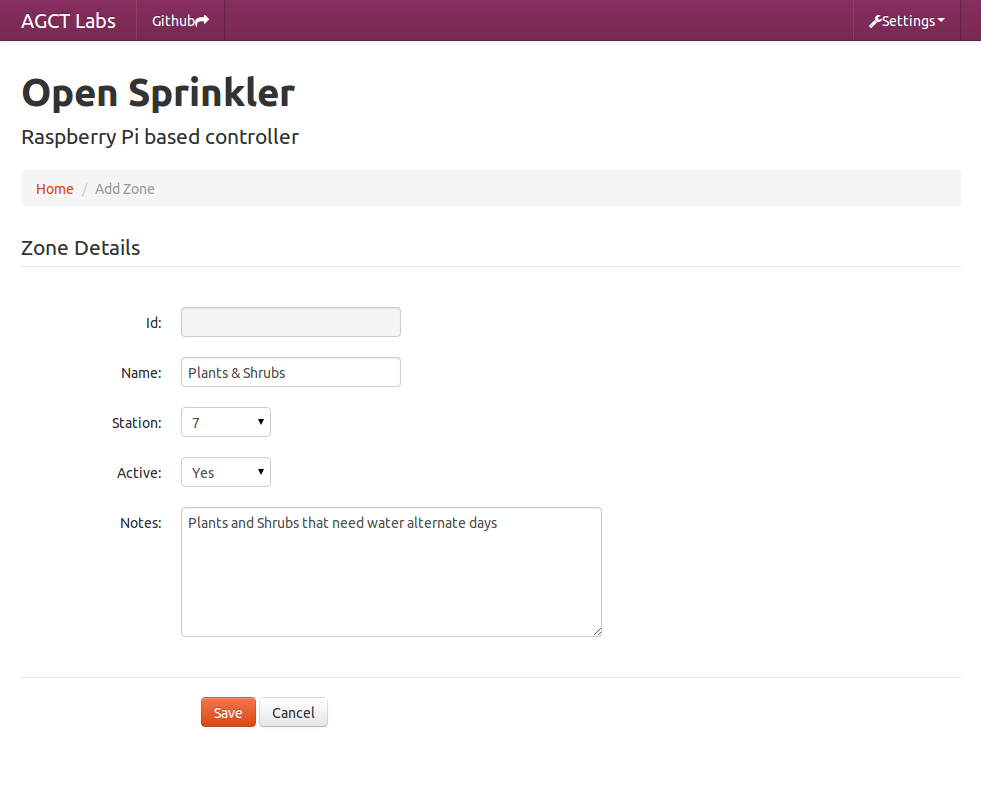 AGCT Labs Github Settings
Open Sprinkler
Raspberry Pi based controller
Home / Add Zone
Zone Details
Id:
Name: Plants & Shrubs
Station: 7
Active: Yes
Notes: Plants and Shrubs that need water alternate days
Save Cancel